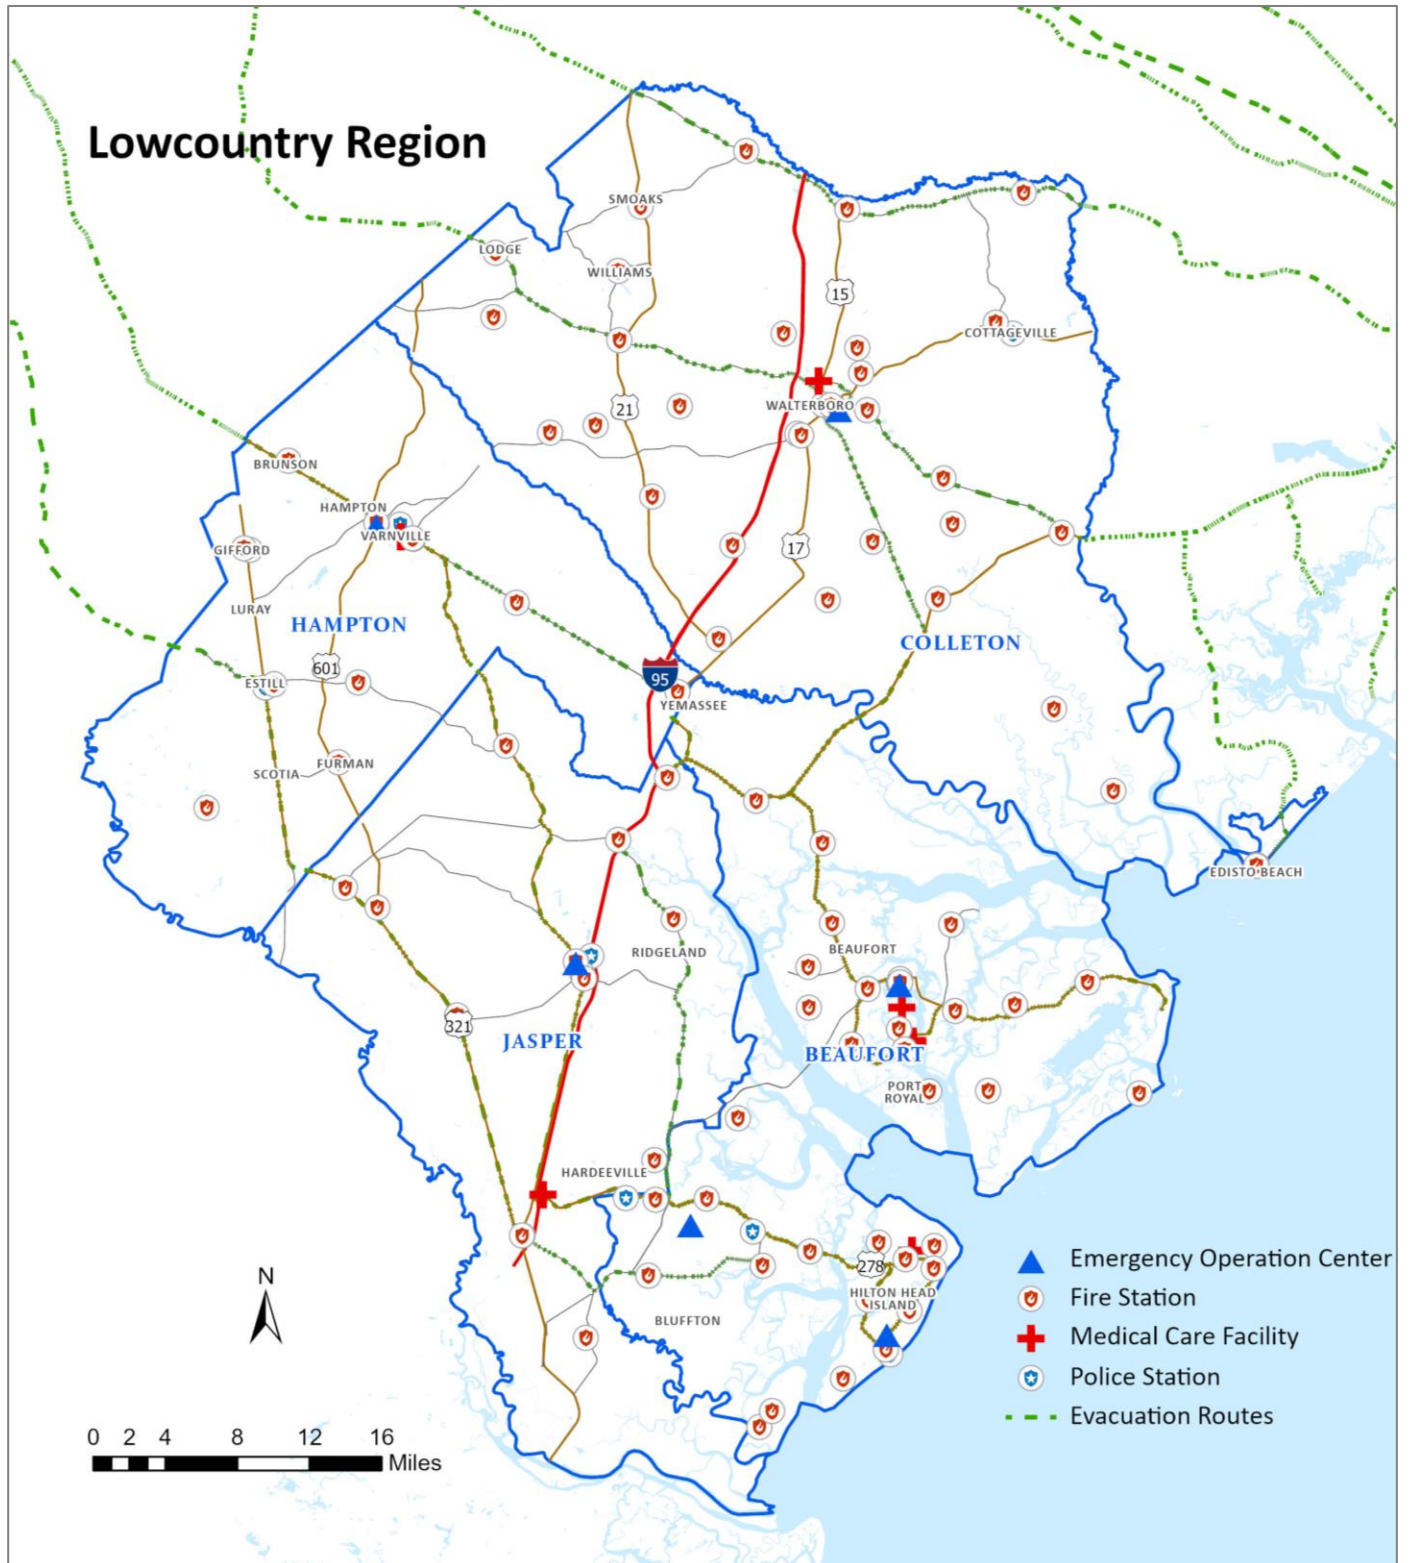 Lowcountry Region
SMOAKS
LODGE
WILLIAMS
15
COTTAGEVILLE
WALTERBORO
21
BRUNSON
HAMPTON
VARNVILLE
GIFFORD
17
LURAY
HAMPTON
COLLETON
601
95
ESTILL
YEMASSEE
SCOTIA
FURMAN
EDISTO BEACH
BEAUFORT
RIDGELAND
321
JASPER
BEAUFORT
PORT
ROYAL
HARDEEVILLE
278
HILTON HEAD
ISLAND
BLUFFTON
N
0 2 4 8 12 16
Miles
Emergency Operation Center
Fire Station
Medical Care Facility
Police Station
Evacuation Routes